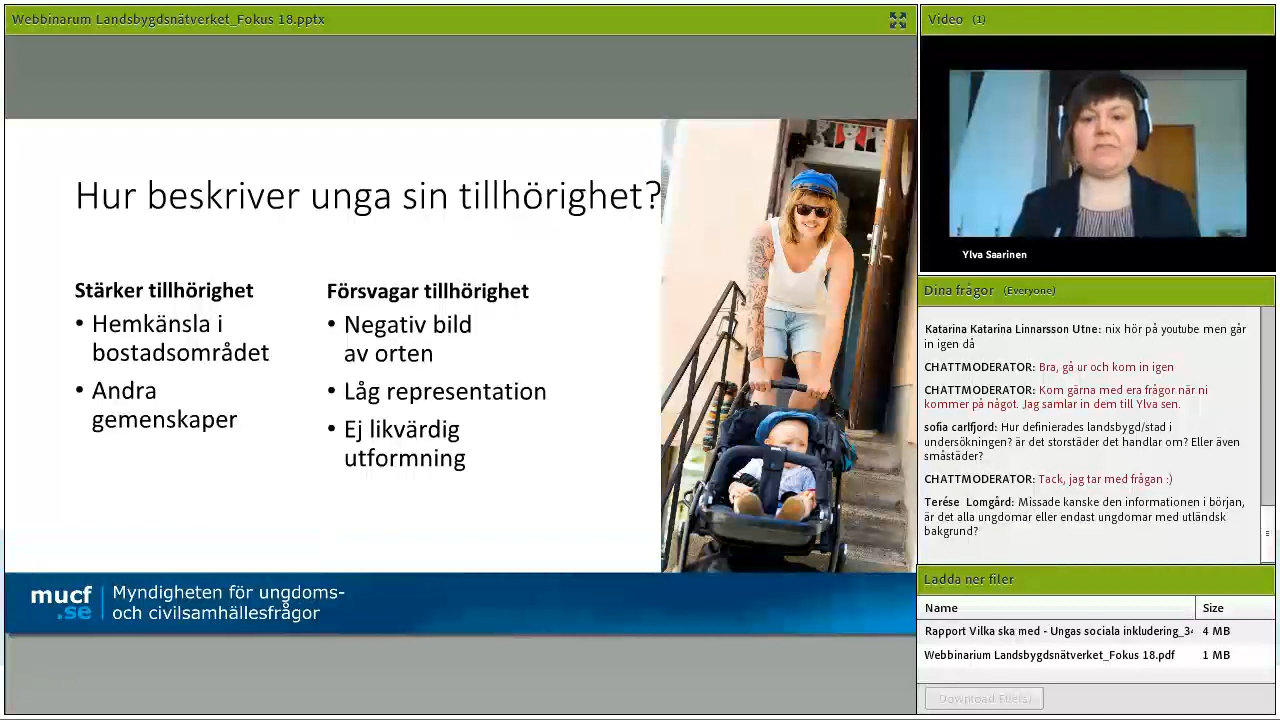 Webbinarum Landsbygdsnätverket_Fokus 18.pptx
Hur beskriver unga sin tillhörighet?
Stärker tillhörighet
• Hemkänsla i
bostadsområdet
• Andra
gemenskaper
Försvagar tillhörighet
• Negativ bild
av orten
• Låg representation
• Ej likvärdig
utformning
mucf
.se
Myndigheten för ungdoms-
och civilsamhällesfrågor
Video (1)
Ylva Saarinen
Dina frågor (Everyone)
Katarina Katarina Linnarsson Utne: nix hör på youtube men går
in igen då
CHATTMODERATOR: Bra, gå ur och kom in igen
CHATTMODERATOR: Kom gärna med era frågor när ni
kommer på något. Jag samlar in dem till Ylva sen.
sofia carlfjord: Hur definierades landsbygd/stad i
undersökningen? är det storstäder det handlar om? Eller även
småstäder?
CHATTMODERATOR: Tack, jag tar med frågan :)
Terése Lomgård: Missade kanske den informationen i början,
är det alla ungdomar eller endast ungdomar med utländsk
bakgrund?
Ladda ner filer
Name Size
Rapport Vilka ska med - Ungas sociala inkludering_3 4 MB
Webbinarium Landsbygdsnätverket_Fokus 18.pdf 1 MB
Download File(s)